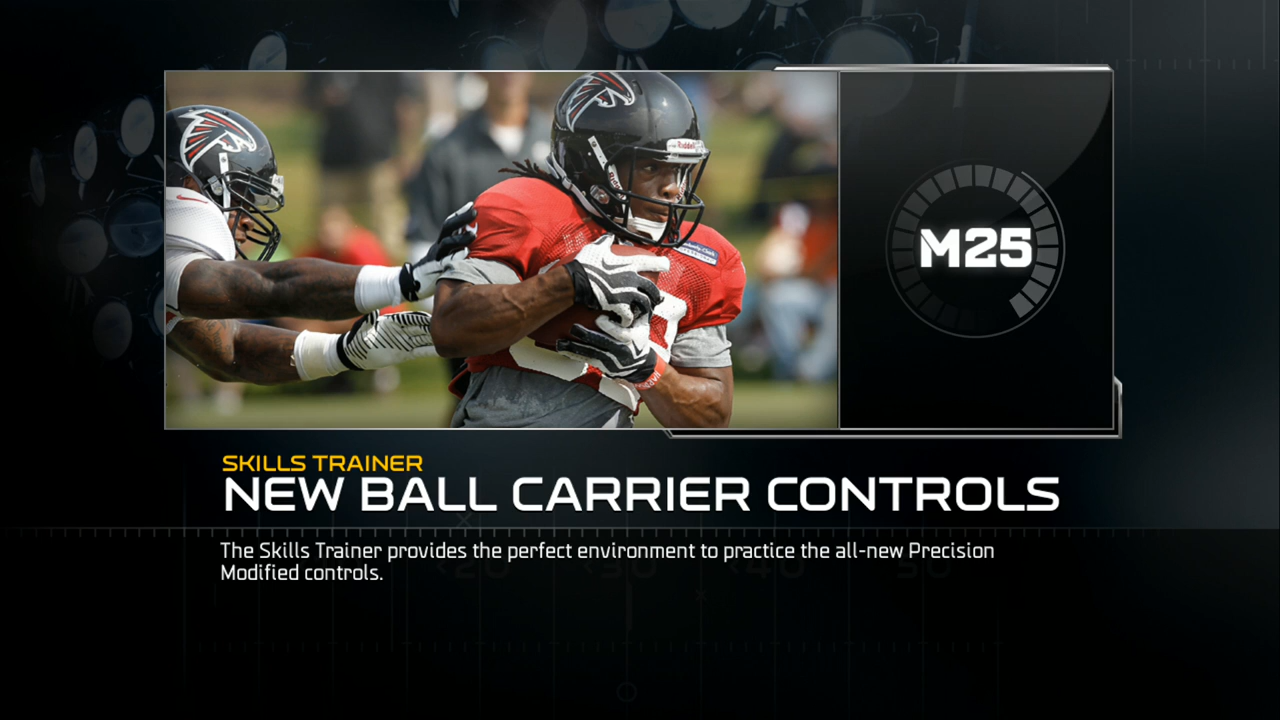 Riddell
M25
SKILLS TRAINER
NEW BALL CARRIER CONTROLS
The Skills Trainer provides the perfect environment to practice the all-new Precision
Modified controls.